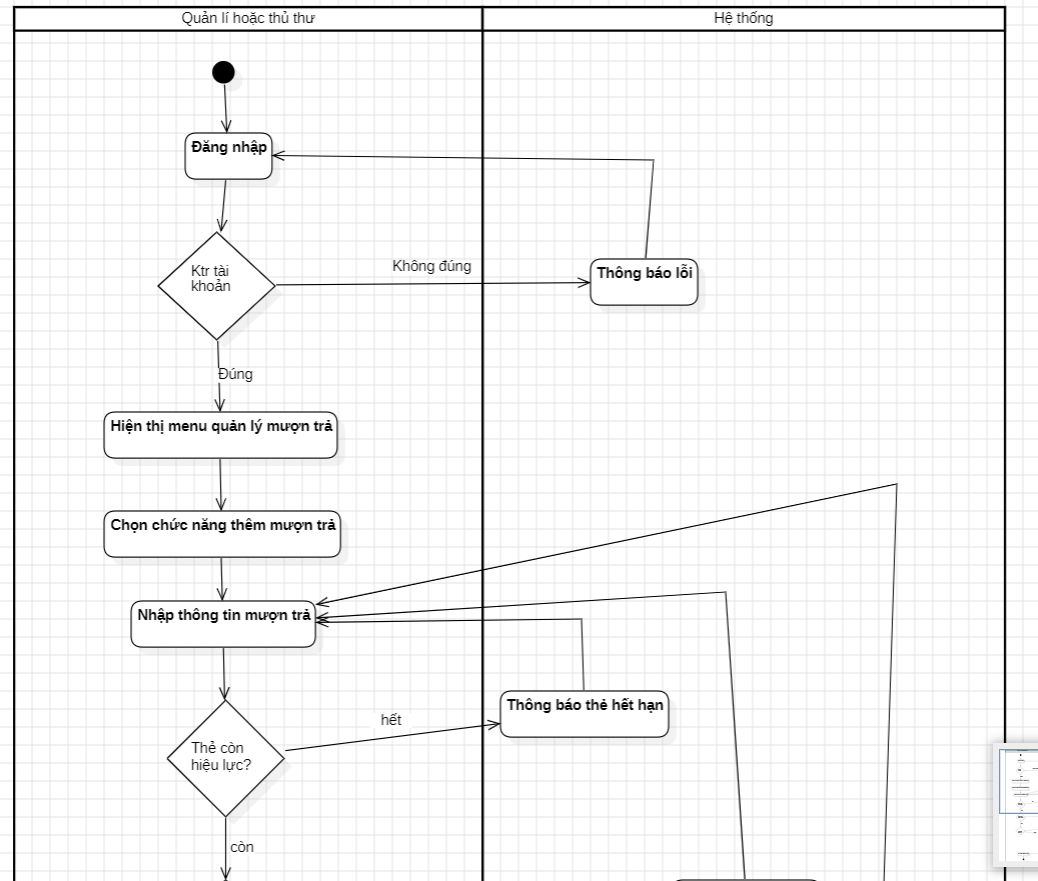 Quản lí hoặc thủ thư
Hệ thống
Đăng nhập
Ktr tài
khoản
Không đúng
Thông báo lỗi
Đúng
Hiện thị menu quản lý mượn trả
Chọn chức năng thêm mượn trả
Nhập thông tin mượn trả
Thẻ còn
hiệu lực?
hết
Thông báo thẻ hết hạn
còn